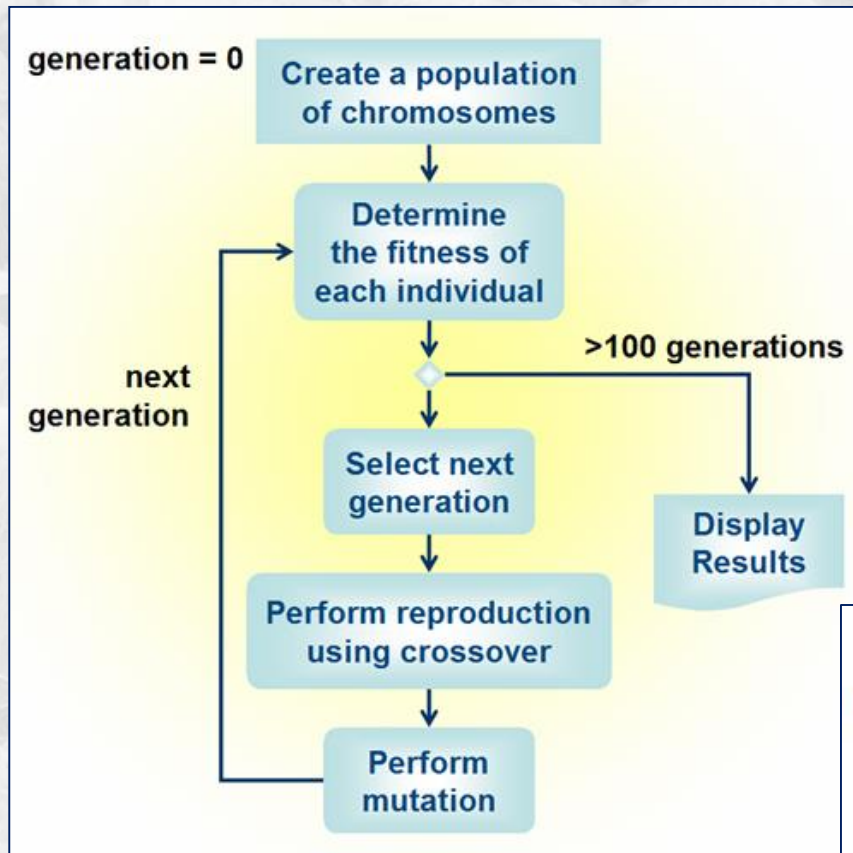 generation = 0
Create a population
of chromosomes
Determine
the fitness of
each individual
>100 generations
next
generation
Select next
generation
Display
Results
Perform reproduction
using crossover
Perform
mutation